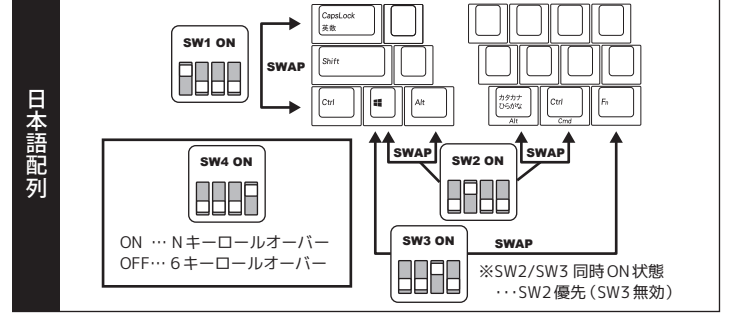 日本語配列
SW1 ON
SWAP
CapsLock
英数
Shift
Ctrl
Alt
カタカナ
ひらがな
Alt
Ctrl
Cmd
Fn
SWAP
SW2 ON
SWAP
SW4 ON
ON … Nキーロールオーバー
OFF… 6キーロールオーバー
SW3 ON
SWAP
※SW2/SW3 同時ON状態
･･･SW2優先(SW3無効)